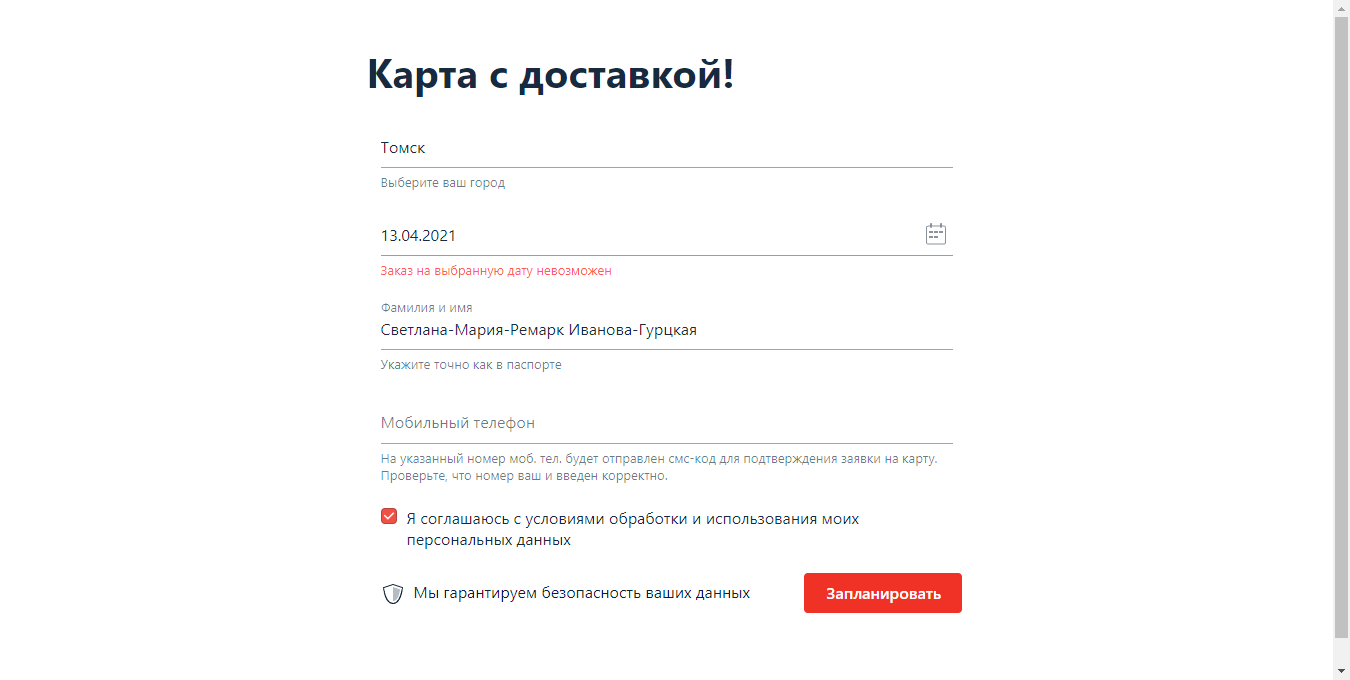 Карта с доставкой!
Томск
Выберите ваш город
13.04.2021
Заказ на выбранную дату невозможен
Фамилия и имя
Светлана-Мария-Ремарк Иванова-Гурцкая
Укажите точно как в паспорте
Мобильный телефон
На указанный номер моб. тел. будет отправлен смс-код для подтверждения заявки на карту.
Проверьте, что номер ваш и введен корректно.
Я соглашаюсь с условиями обработки и использования моих
персональных данных
Мы гарантируем безопасность ваших данных
Запланировать